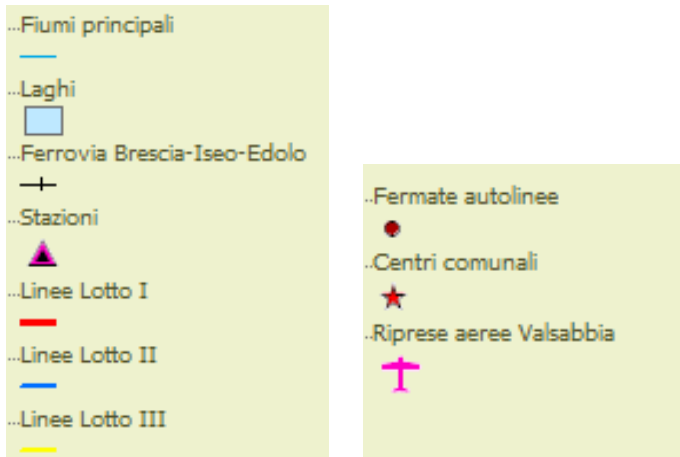 ...Fiumi principali
...Laghi
...Ferrovia Brescia-Iseo-Edolo
...Stazioni
...Linee Lotto I
...Linee Lotto II
...Linee Lotto III
..Fermate autolinee
..Centri comunali
..Riprese aeree Valsabbia